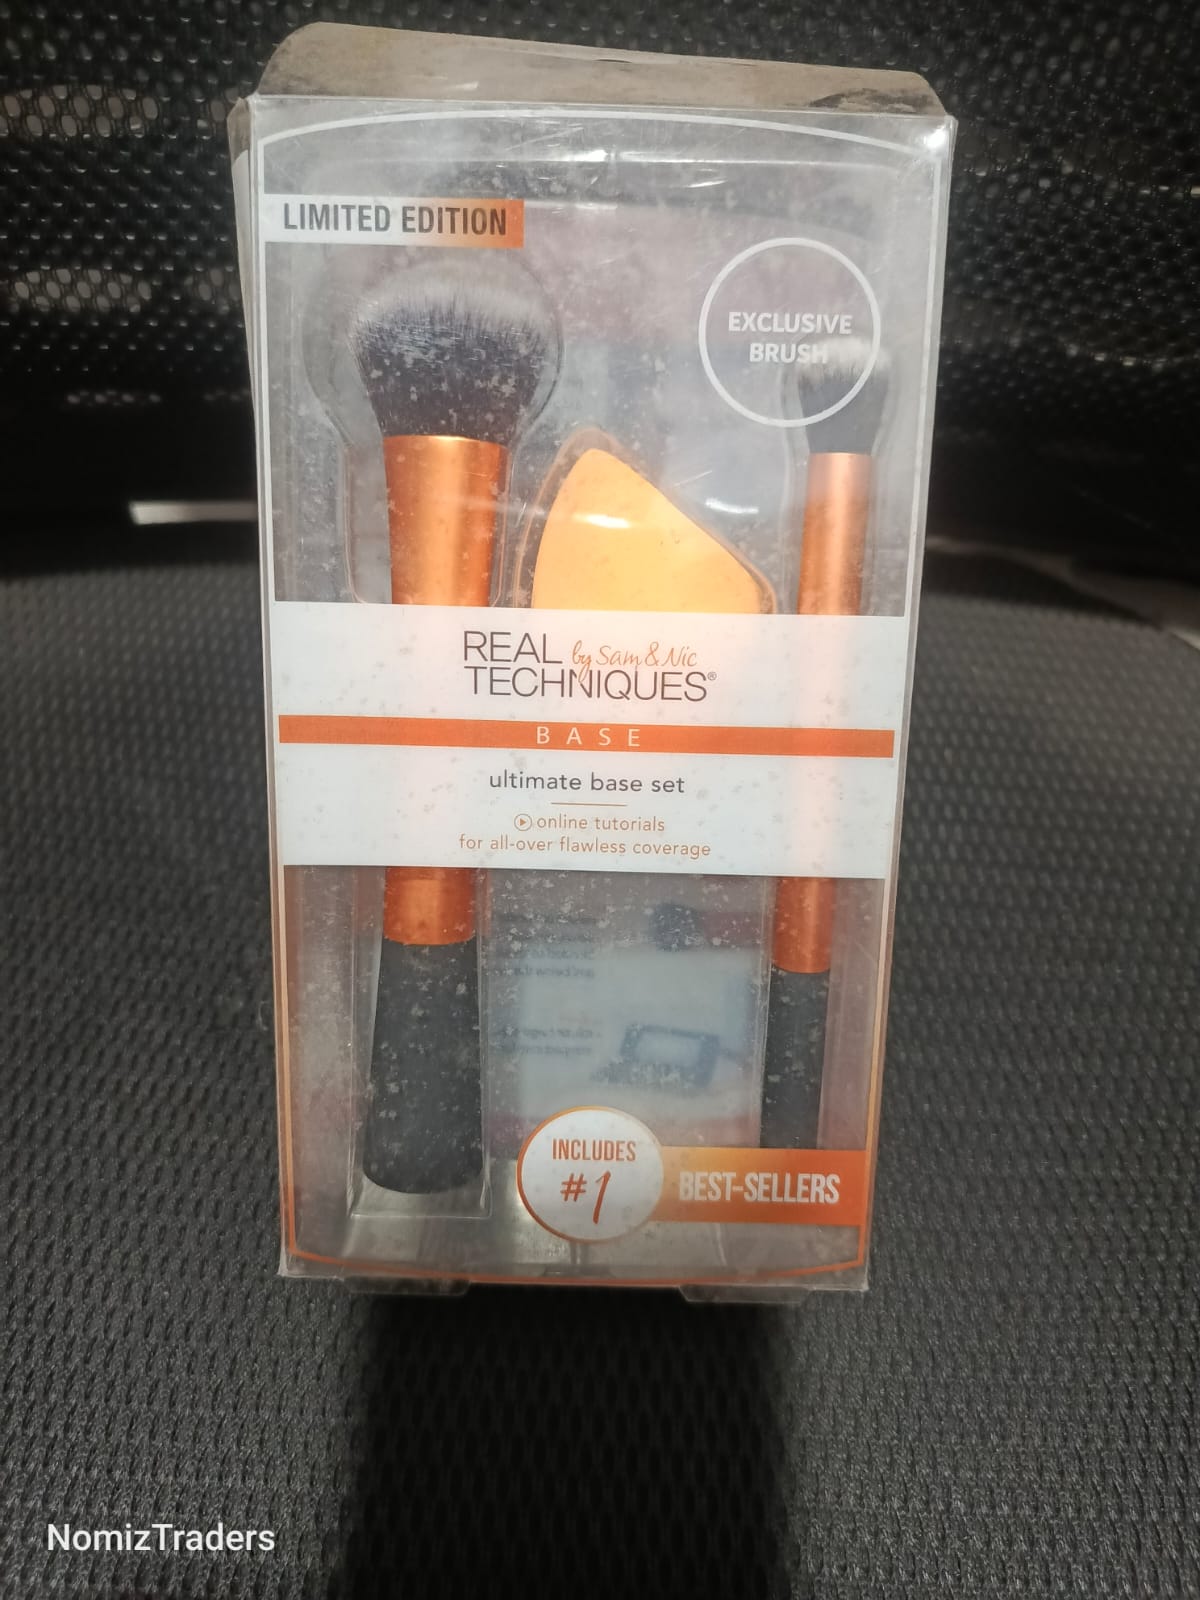 LIMITED EDITION
EXCLUSIVE
BRUSH
REAL by Sam & Nic
TECHNIQUES®
BASE
ultimate base set
online tutorials
for all-over flawless coverage
INCLUDES
#1
BEST-SELLERS
NomizTraders